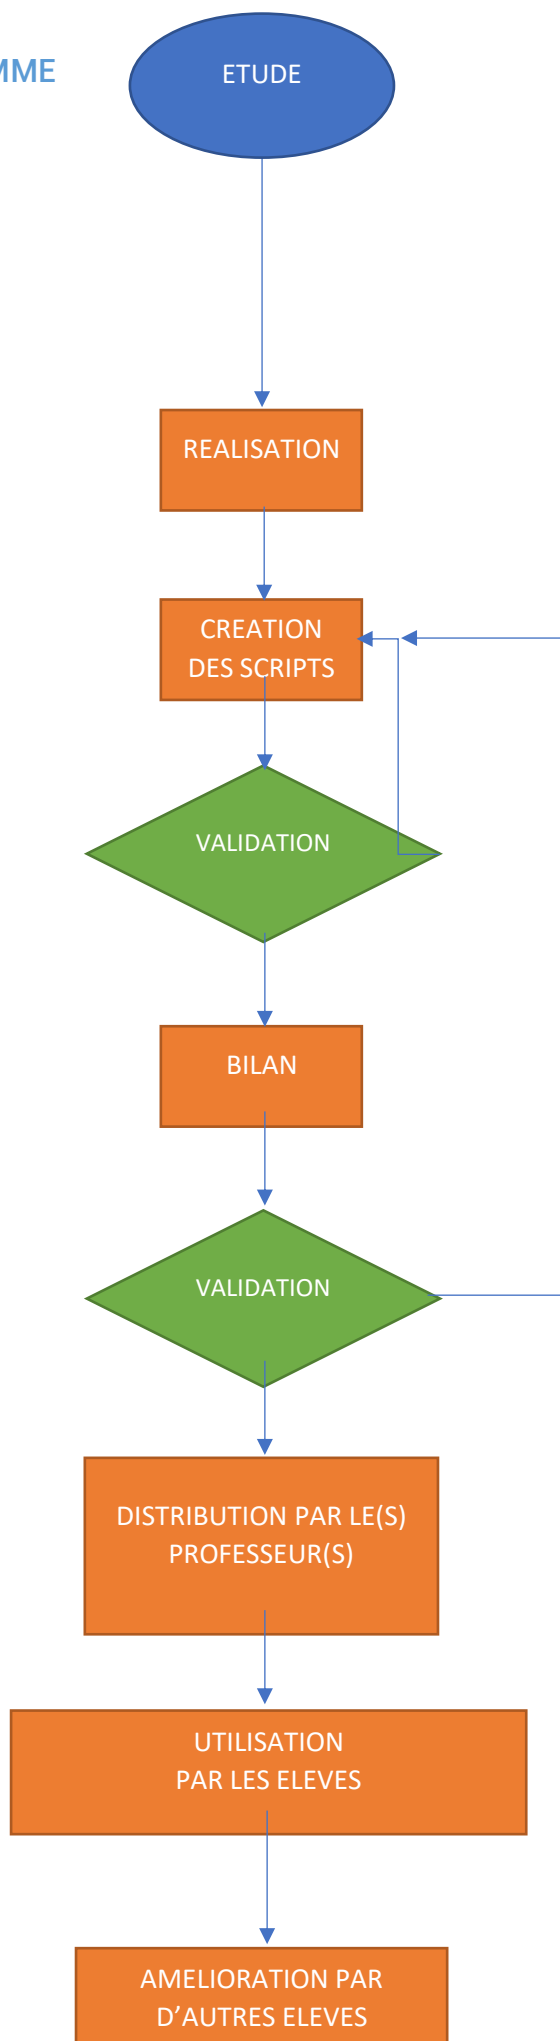 MME
ETUDE
REALISATION
CREATION
DES SCRIPTS
VALIDATION
BILAN
VALIDATION
DISTRIBUTION PAR LE(S)
PROFESSEUR(S)
UTILISATION
PAR LES ELEVES
AMELIORATION PAR
D'AUTRES ELEVES